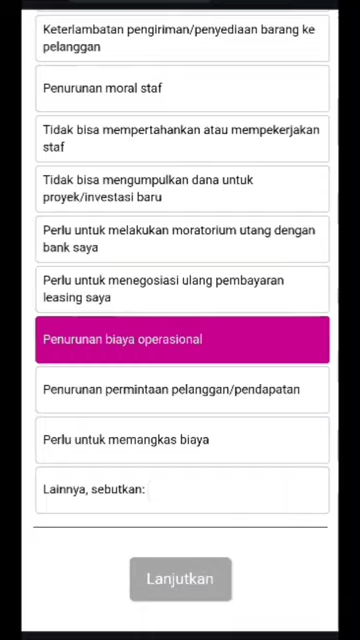 Keterlambatan pengiriman/penyediaan barang ke
pelanggan
Penurunan moral staf
Tidak bisa mempertahankan atau mempekerjakan
staf
Tidak bisa mengumpulkan dana untuk
proyek/investasi baru
Perlu untuk melakukan moratorium utang dengan
bank saya
Perlu untuk menegosiasi ulang pembayaran
leasing saya
Penurunan biaya operasional
Penurunan permintaan pelanggan/pendapatan
Perlu untuk memangkas biaya
Lainnya, sebutkan:
Lanjutkan